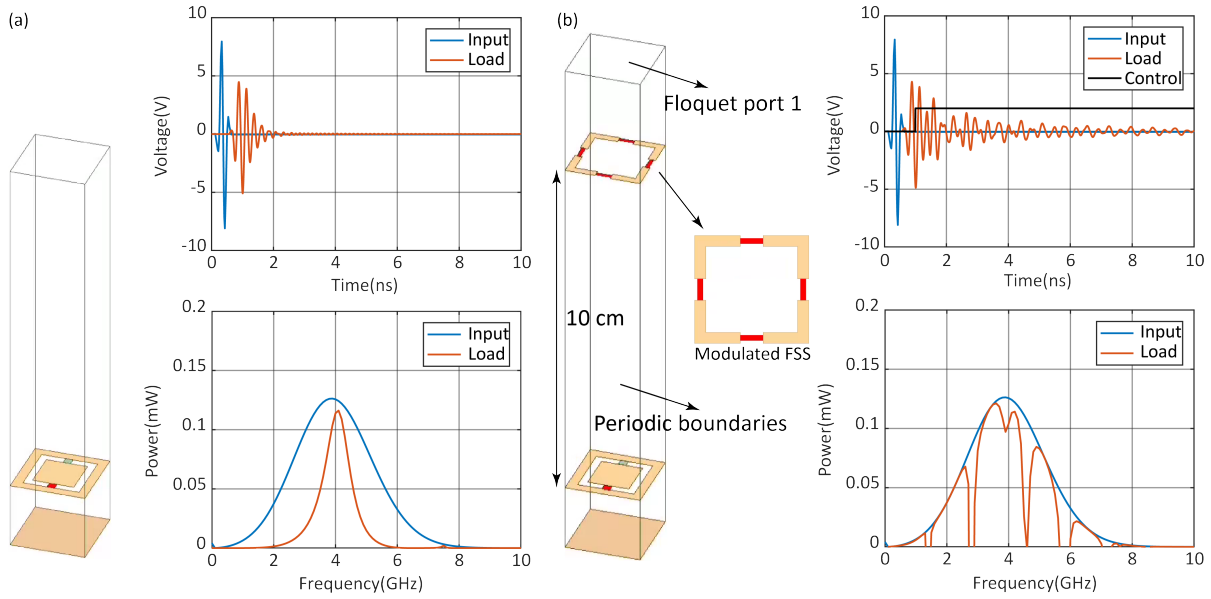 (a)
10
5
0
-5
-10
Voltage(V)
Input
Load
0 2 4 6 8 10
Time(ns)
0.2
0.15
0.1
0.05
0
Power(mW)
Input
Load
0 2 4 6 8 10
Frequency(GHz)
(b)
Floquet port 1
10 cm
Modulated FSS
Periodic boundaries
10
5
0
-5
-10
Voltage(V)
Input
Load
Control
0 2 4 6 8 10
Time(ns)
0.2
0.15
0.1
0.05
0
Power(mW)
Input
Load
0 2 4 6 8 10
Frequency(GHz)